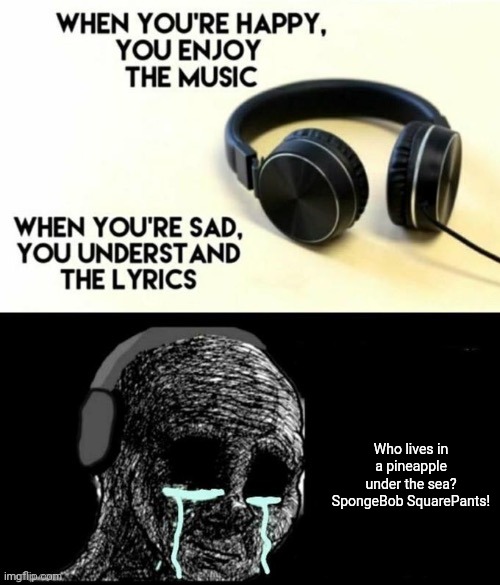 WHEN YOU'RE HAPPY,
YOU ENJOY
THE MUSIC
WHEN YOU'RE SAD,
YOU UNDERSTAND
THE LYRICS
Who lives in
a pineapple
under the sea?
SpongeBob SquarePants!
imgflip.com